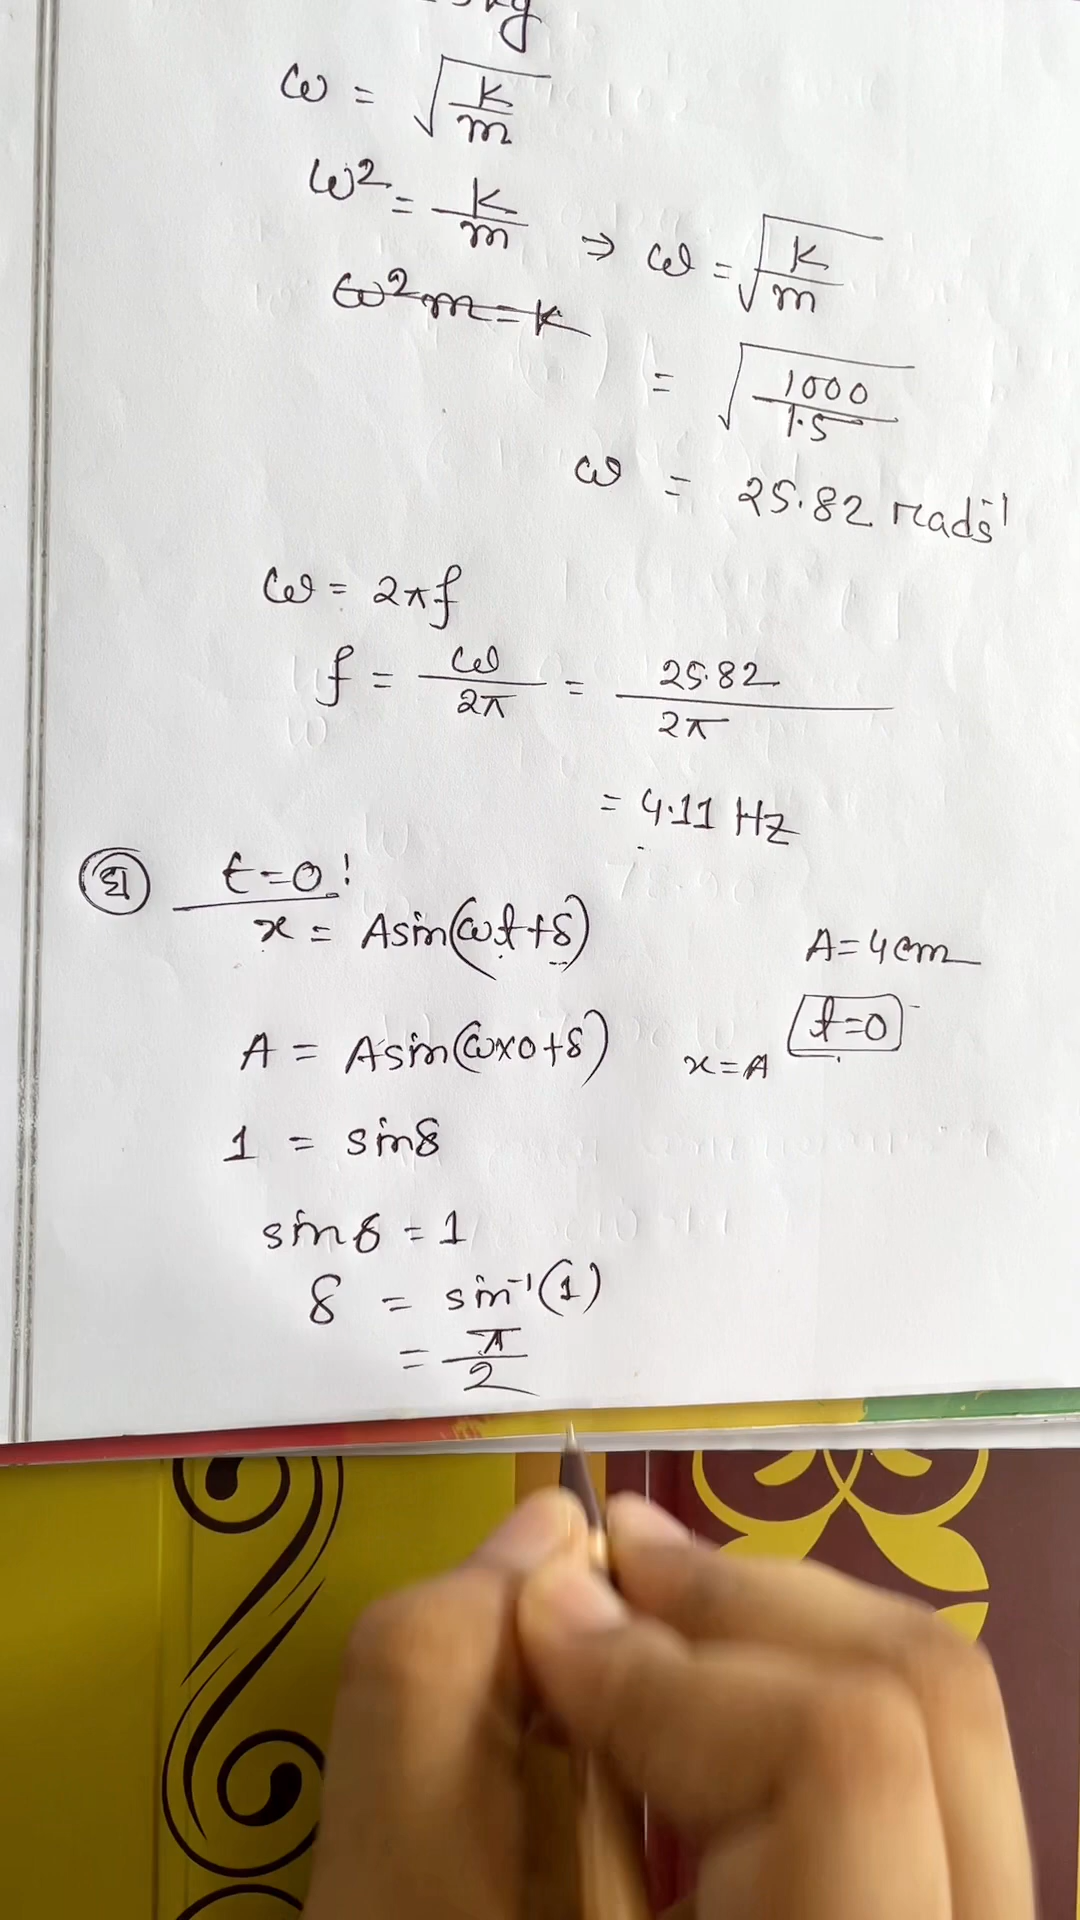 ω = √(k/m)
ω² = k/m ⇒ ω = √(k/m)
ω²m = k
= √(1000/1.5)
ω = 25.82 rads⁻¹
ω = 2πf
f = ω/2π = 25.82/2π
= 4.11 Hz
ঘ t=0!
x = Asin(ωt+δ)
A=4cm
A = Asin(ω×0+δ)
x=A t=0
1 = sinδ
sinδ = 1
δ = sin⁻¹(1)
= π/2